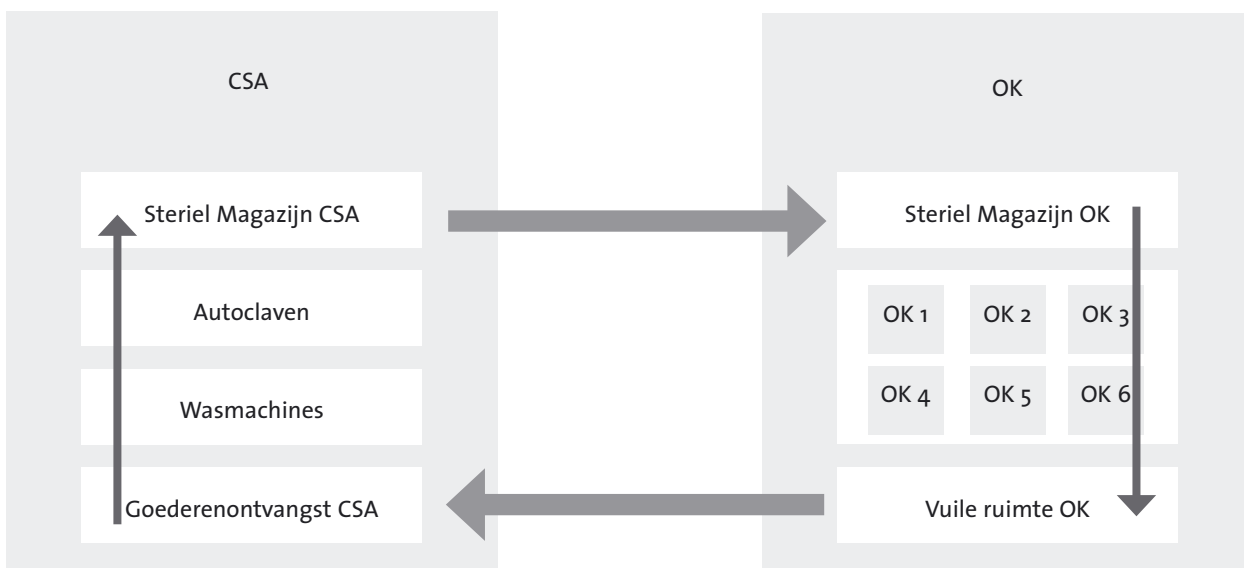 CSA
Steriel Magazijn CSA
Autoclaven
Wasmachines
Goederenontvangst CSA
OK
Steriel Magazijn OK
OK 1 OK 2 OK 3
OK 4 OK 5 OK 6
Vuile ruimte OK